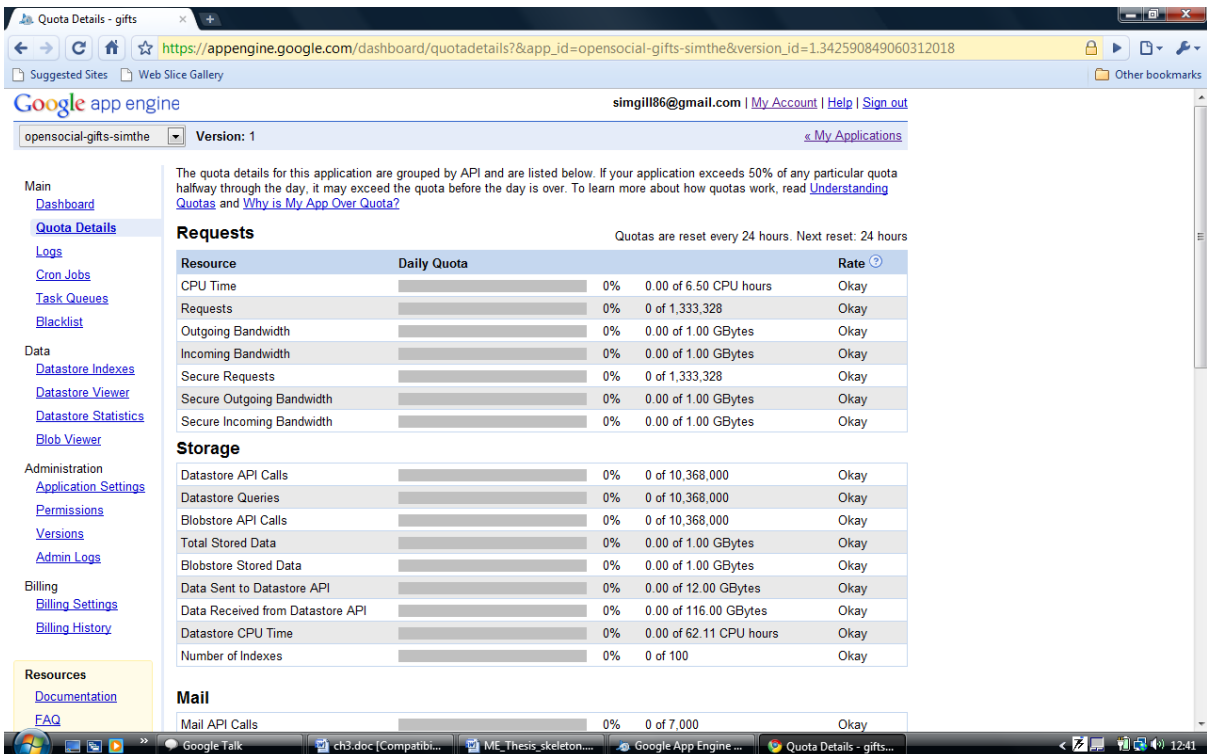 Quota Details - gifts
https://appengine.google.com/dashboard/quotadetails?&app_id=opensocial-gifts-simthe&version_id=1.342590849060312018
Suggested Sites Web Slice Gallery Other bookmarks
Google app engine
simgill86@gmail.com | My Account | Help | Sign out
opensocial-gifts-simthe Version: 1 « My Applications
Main
Dashboard
Quota Details
Logs
Cron Jobs
Task Queues
Blacklist
Data
Datastore Indexes
Datastore Viewer
Datastore Statistics
Blob Viewer
Administration
Application Settings
Permissions
Versions
Admin Logs
Billing
Billing Settings
Billing History
Resources
Documentation
FAQ
The quota details for this application are grouped by API and are listed below. If your application exceeds 50% of any particular quota
halfway through the day, it may exceed the quota before the day is over. To learn more about how quotas work, read Understanding
Quotas and Why is My App Over Quota?
Requests Quotas are reset every 24 hours. Next reset: 24 hours
Resource Daily Quota Rate ?
CPU Time 0% 0.00 of 6.50 CPU hours Okay
Requests 0% 0 of 1,333,328 Okay
Outgoing Bandwidth 0% 0.00 of 1.00 GBytes Okay
Incoming Bandwidth 0% 0.00 of 1.00 GBytes Okay
Secure Requests 0% 0 of 1,333,328 Okay
Secure Outgoing Bandwidth 0% 0.00 of 1.00 GBytes Okay
Secure Incoming Bandwidth 0% 0.00 of 1.00 GBytes Okay
Storage
Datastore API Calls 0% 0 of 10,368,000 Okay
Datastore Queries 0% 0 of 10,368,000 Okay
Blobstore API Calls 0% 0 of 10,368,000 Okay
Total Stored Data 0% 0.00 of 1.00 GBytes Okay
Blobstore Stored Data 0% 0.00 of 1.00 GBytes Okay
Data Sent to Datastore API 0% 0.00 of 12.00 GBytes Okay
Data Received from Datastore API 0% 0.00 of 116.00 GBytes Okay
Datastore CPU Time 0% 0.00 of 62.11 CPU hours Okay
Number of Indexes 0% 0 of 100 Okay
Mail
Mail API Calls 0% 0 of 7,000 Okay
Google Talk ch3.doc [Compatibi... ME_Thesis_skeleton.... Google App Engine ... Quota Details - gifts... 12:41